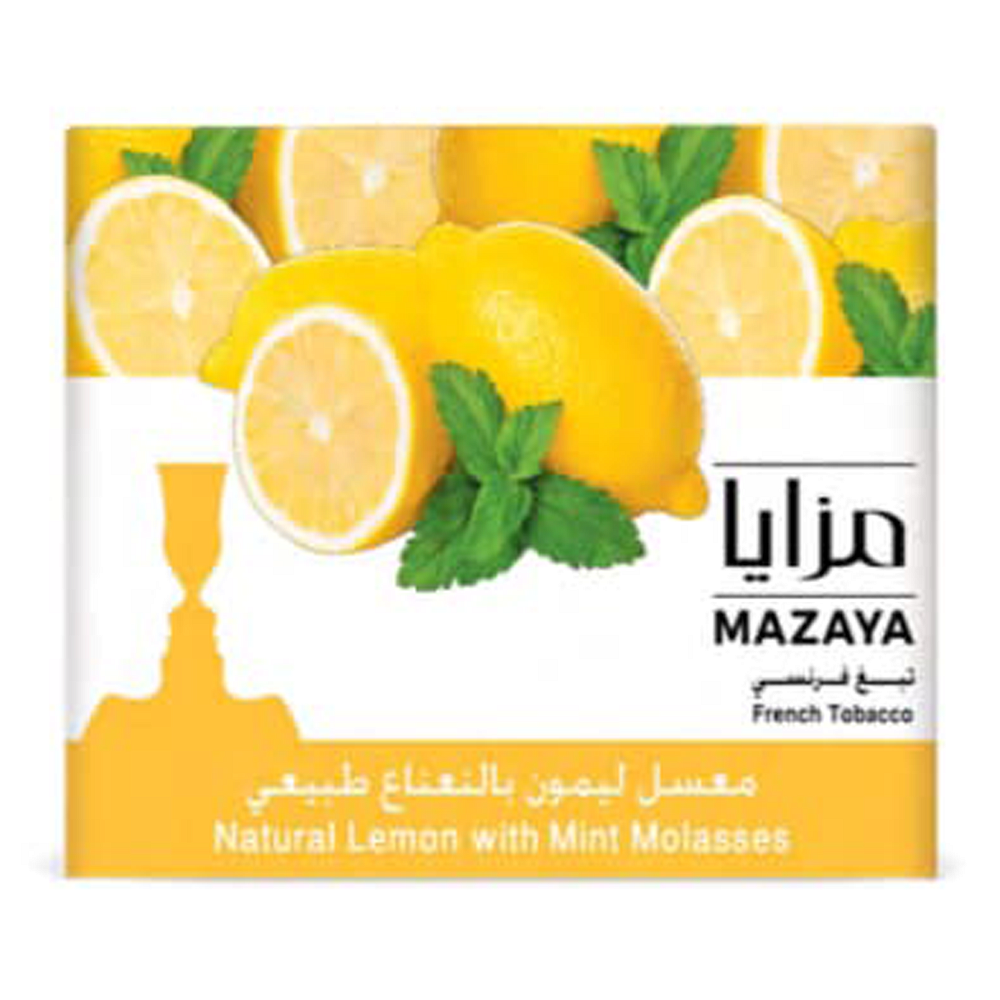 مزايا
MAZAYA
تبغ فرنسي
French Tobacco
معسل ليمون بالنعناع طبيعي
Natural Lemon with Mint Molasses